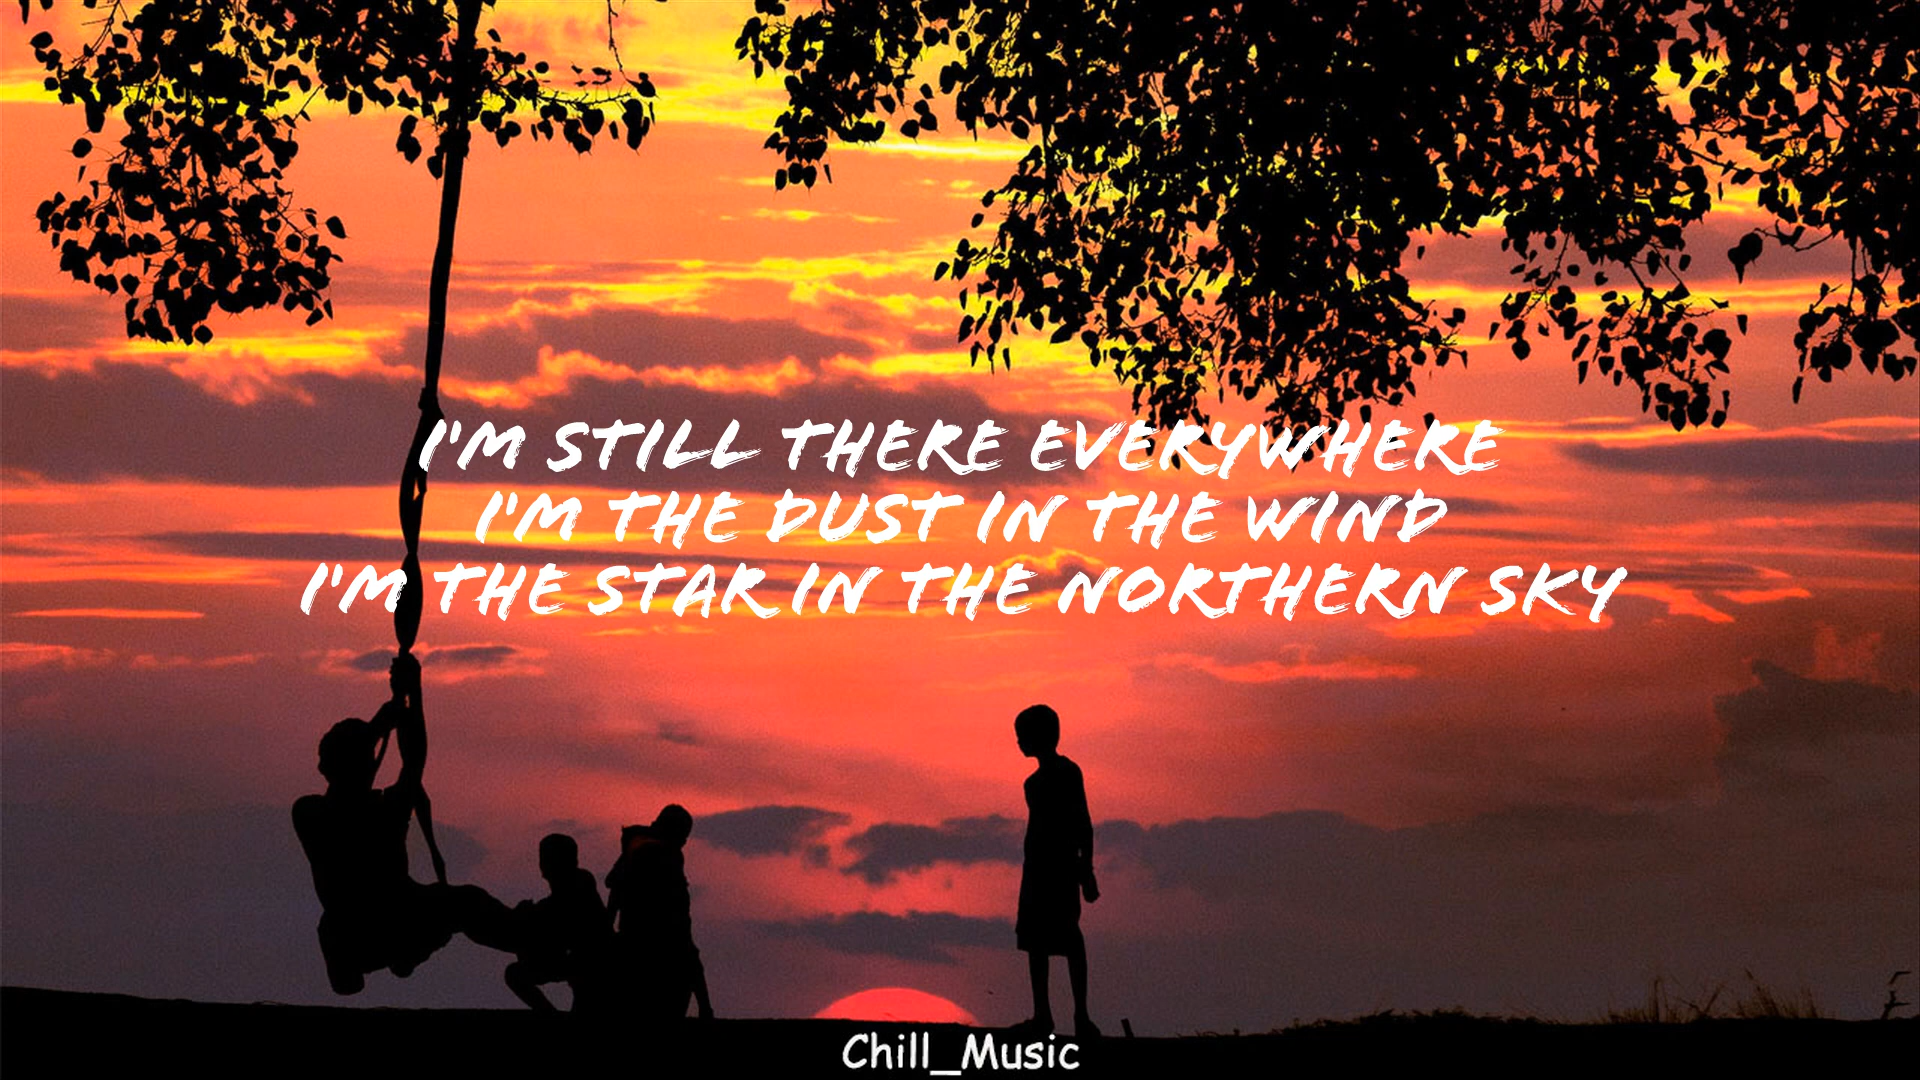 I'M STILL THERE EVERYWHERE
I'M THE DUST IN THE WIND
I'M THE STAR IN THE NORTHERN SKY
Chill_Music